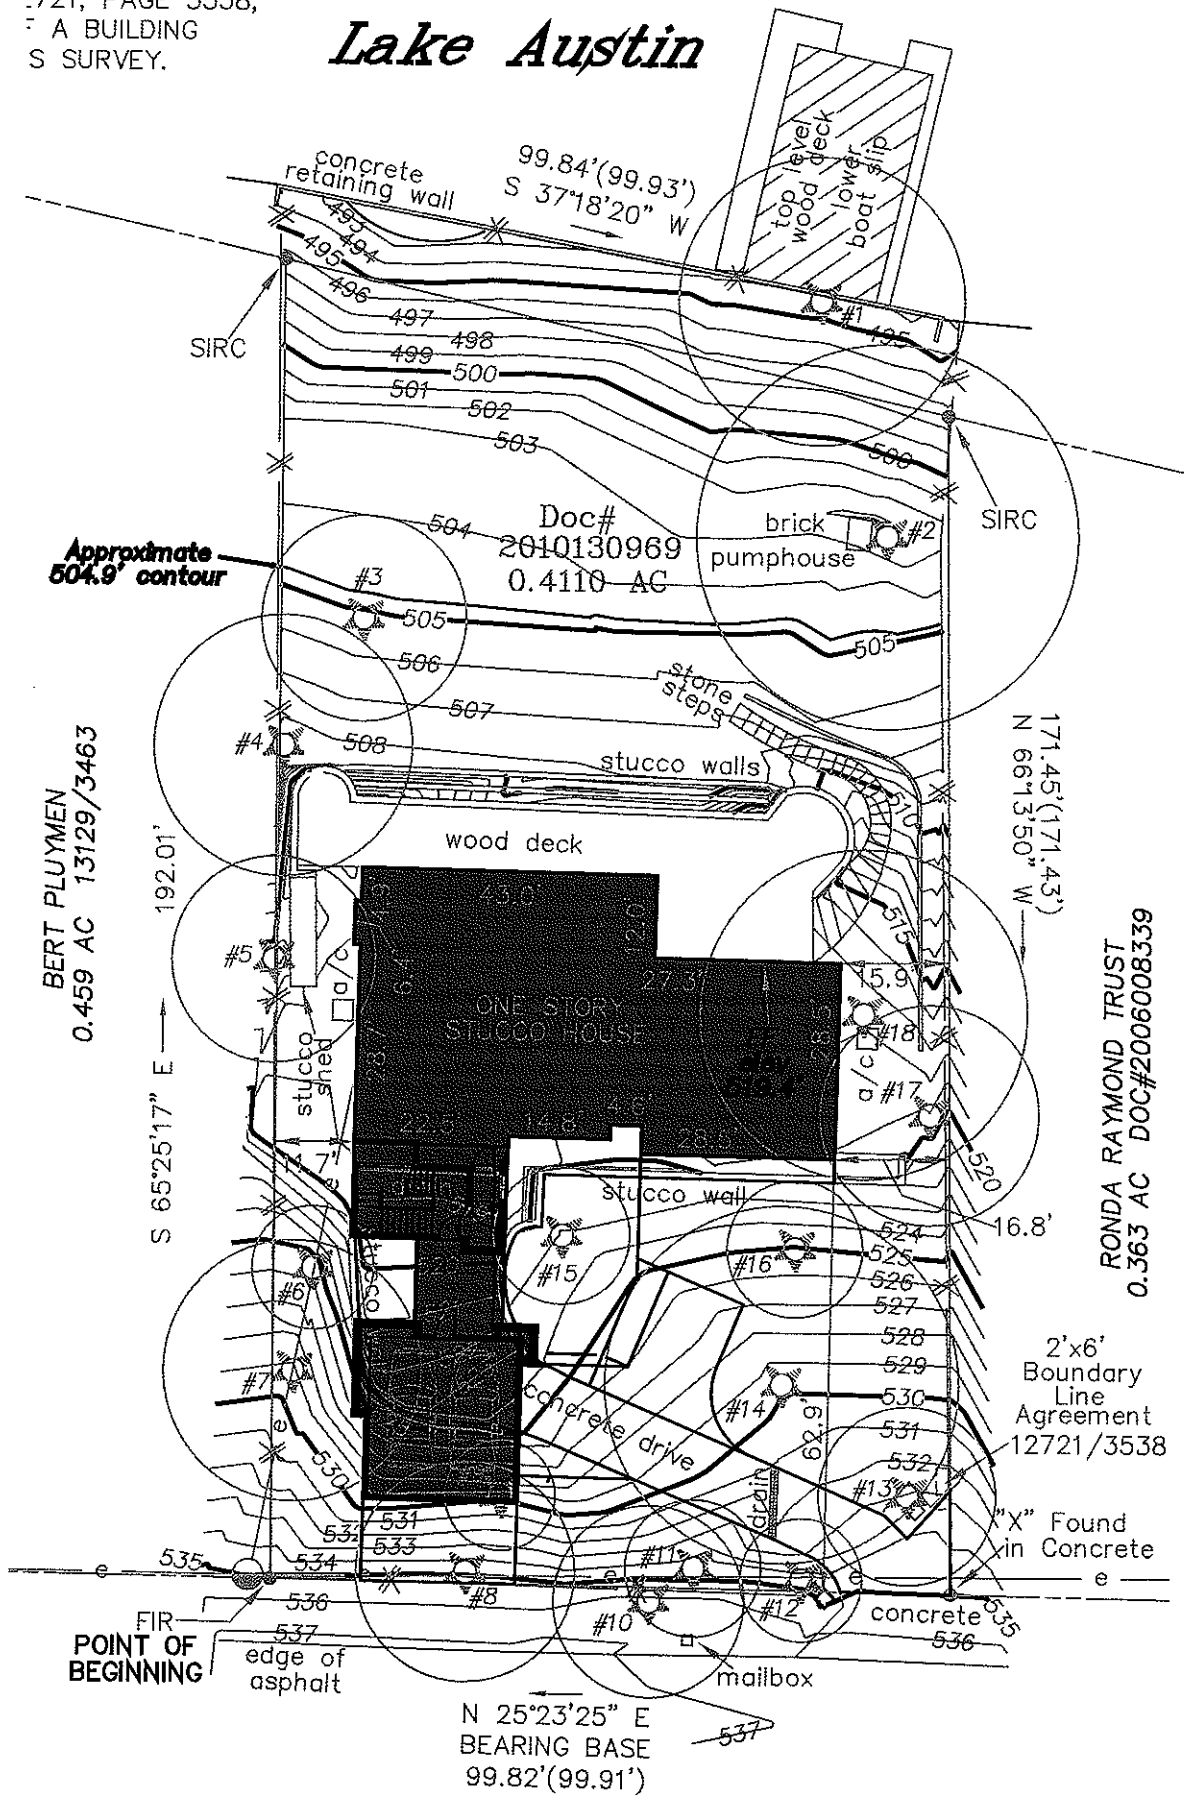 721, PAGE 3538,
A BUILDING
S SURVEY.
Lake Austin
concrete
retaining wall
99.84'(99.93')
S 37°18'20" W
top level
wood deck
lower
boat slip
493
494
495
496
497
498
499
500
501
502
503
504
SIRC
#1
495
500
SIRC
Doc#
2010130969
0.4110 AC
brick
pumphouse
#2
Approximate
504.9' contour
#3
505
505
506
507
508
stone
steps
#4
stucco walls
510
wood deck
BERT PLUYMEN
0.459 AC 13129/3463
S 65°25'17" E
192.01'
171.45'(171.43')
N 66°13'50" W
RONDA RAYMOND TRUST
0.363 AC DOC#2006008339
43.0'
12.0
27.3'
515
15.9'
#5
a/c
stucco
shed
ONE STORY
STUCCO HOUSE
#18
a/c
#17
14.8'
4.6'
28.5'
11.7'
e
stucco wall
520
16.8'
524
525
526
527
528
529
530
531
532
#6
#15
#16
#7
e
530
concrete drive
#14
62.9'
drain
#13
2'x6'
Boundary
Line
Agreement
12721/3538
"X" Found
in Concrete
531
532
533
534
535
536
537
e
e
#8
#11
#10
#12
e
e
e
concrete
535
536
FIR
POINT OF
BEGINNING
edge of
asphalt
mailbox
537
N 25°23'25" E
BEARING BASE
99.82'(99.91')